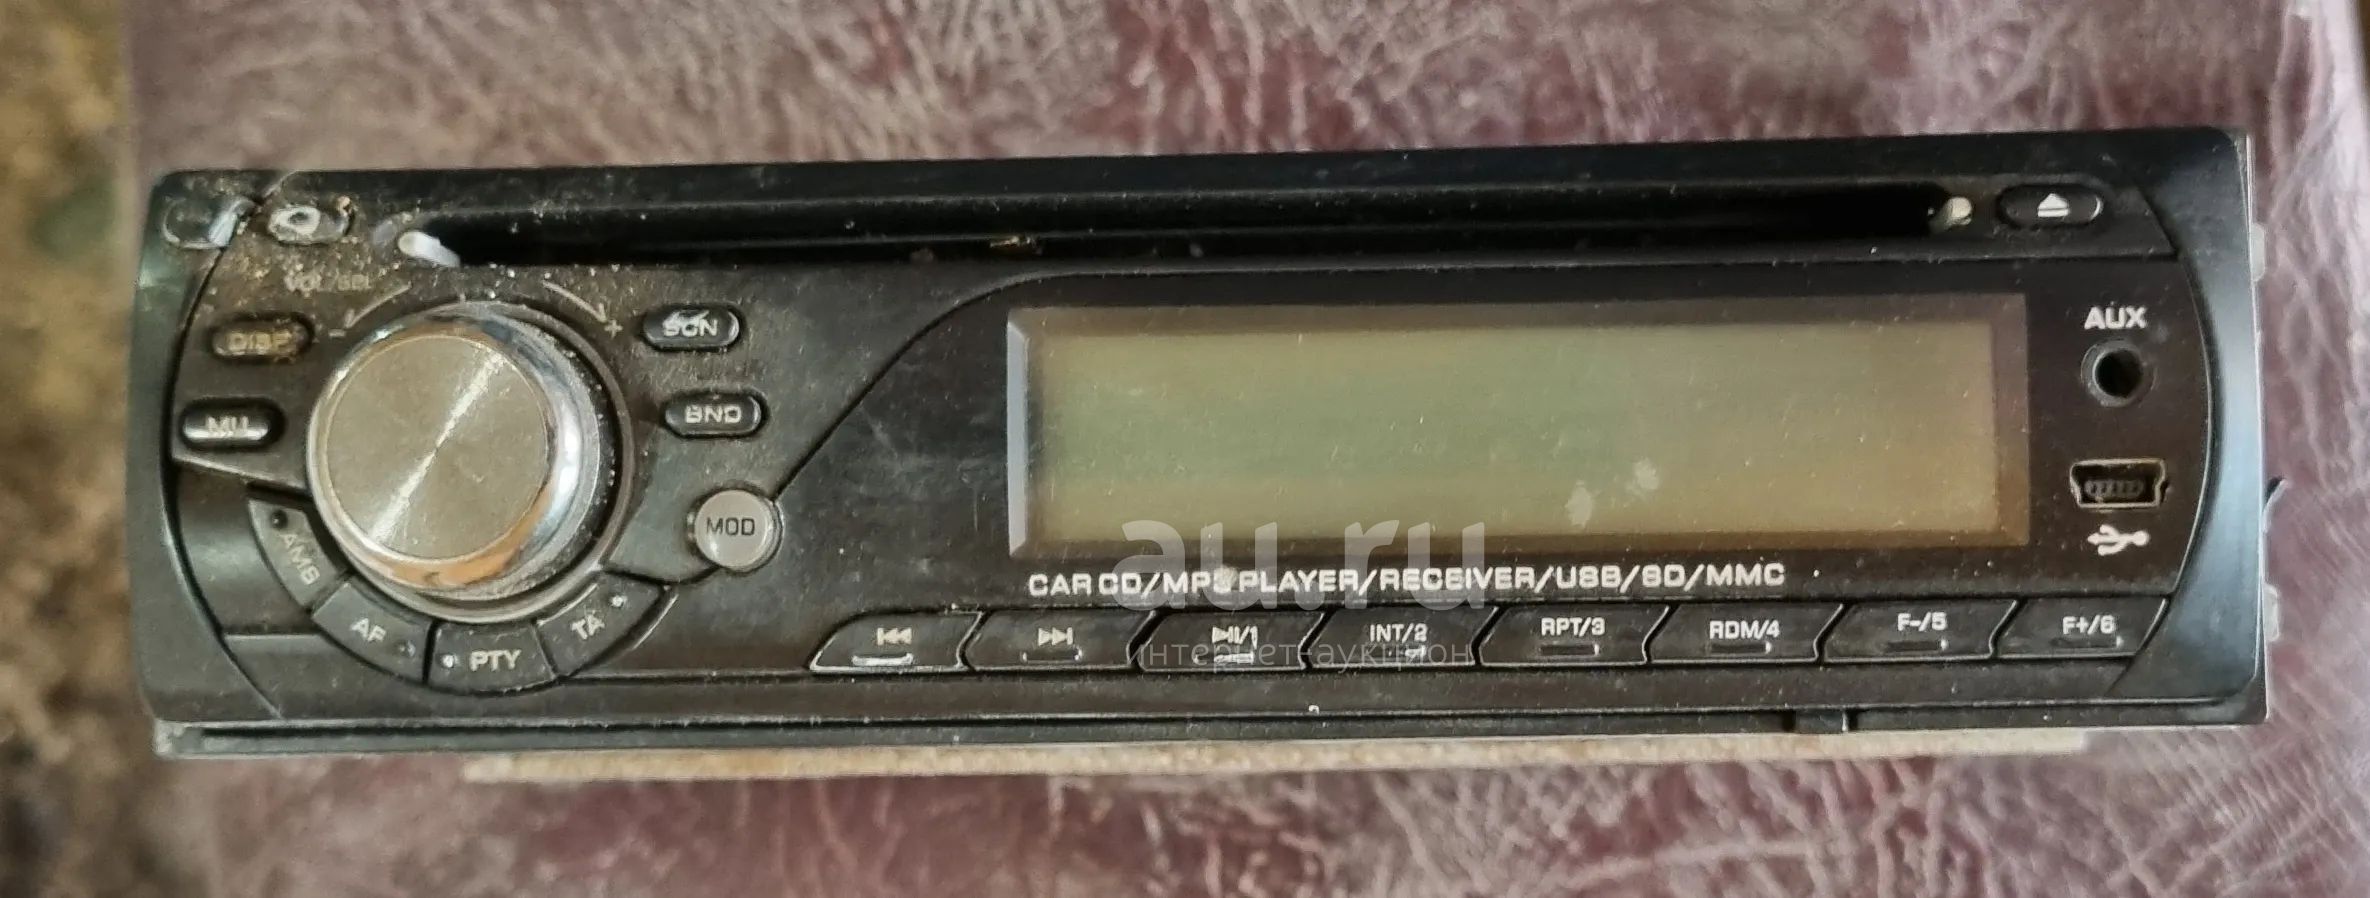 VOL/SEL
- +
DISP
SCN
MU
BND
MOD
AMS
AF
PTY
TA
AUX
CAR CD/MP3 PLAYER/RECEIVER/USB/SD/MMC
/1
INT/2
RPT/3
RDM/4
F-/5
F+/6
au.ru
интернет-аукцион